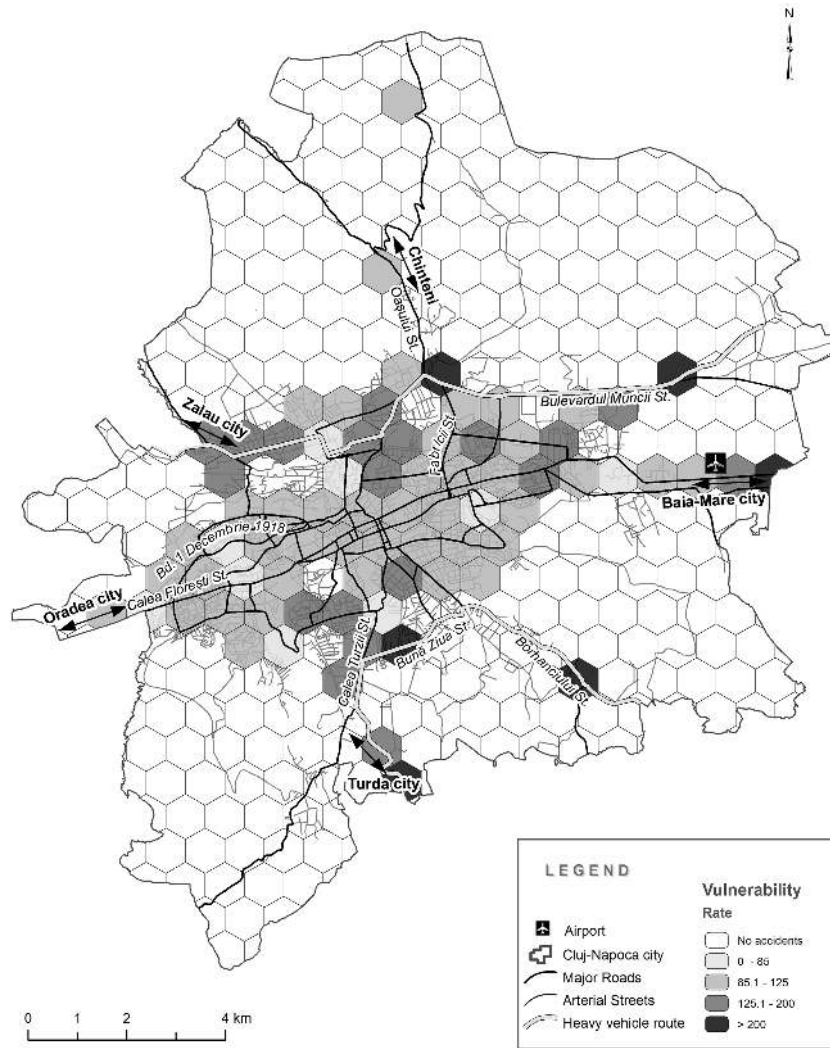 N
Chinteni
Oaşului St.
Zalau city
Bulevardul Muncii St.
Fabricii St.
Baia-Mare city
Bd. 1 Decembrie 1918
Calea Floreşti St.
Oradea city
Calea Turzii St.
Bună Ziua St.
Borhanciului St.
Turda city
LEGEND
Airport
Cluj-Napoca city
Major Roads
Arterial Streets
Heavy vehicle route
Vulnerability
Rate
No accidents
0 - 85
85.1 - 125
125.1 - 200
> 200
0 1 2 4 km